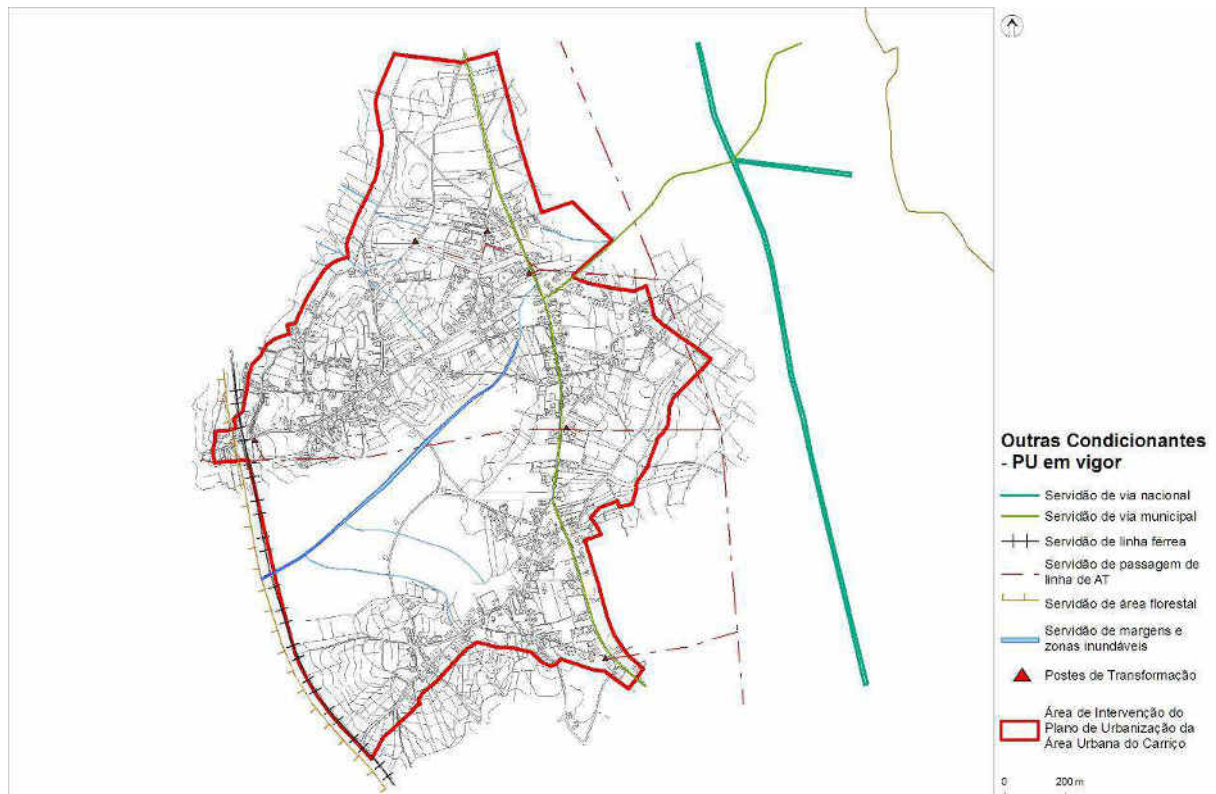 Outras Condicionantes
- PU em vigor
Servidão de via nacional
Servidão de via municipal
Servidão de linha férrea
Servidão de passagem de
linha de AT
Servidão de área florestal
Servidão de margens e
zonas inundáveis
Postes de Transformação
Área de Intervenção do
Plano de Urbanização da
Área Urbana do Carriço
0 200 m